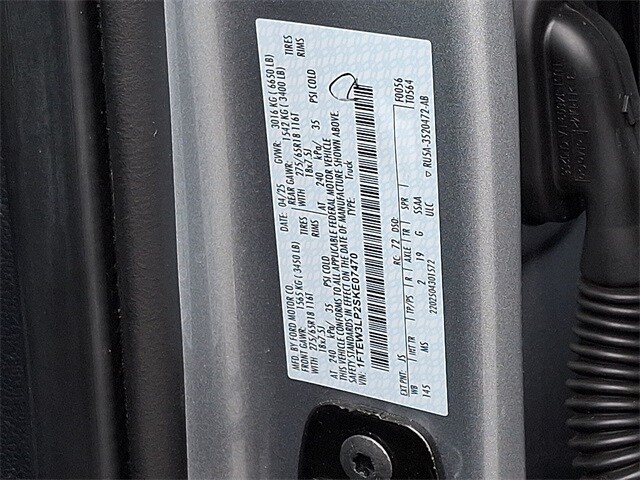 MFD. BY FORD MOTOR CO. DATE: 04/25 GVWR: 3016 KG ( 6650 LB)
FRONT GAWR: 1565 KG ( 3450 LB) REAR GAWR: 1542 KG ( 3400 LB)
WITH 275/65R18 116T TIRES WITH 275/65R18 116T TIRES
18x7.5J RIMS 18x7.5J RIMS
AT 240 kPa/ 35 PSI COLD AT 240 kPa/ 35 PSI COLD
THIS VEHICLE CONFORMS TO ALL APPLICABLE FEDERAL MOTOR VEHICLE
SAFETY STANDARDS IN EFFECT ON THE DATE OF MANUFACTURE SHOWN ABOVE.
VIN: 1FTEW3LP2SKE07470 TYPE: Truck
F0056
T0564
EXT PNT: JS RC: 72 DSO:
WB INT TR TP/PS R AXLE TR SPR
145 MS 2 19 G SSAA
ULC
RU5A-3520472-AB
2202504301572